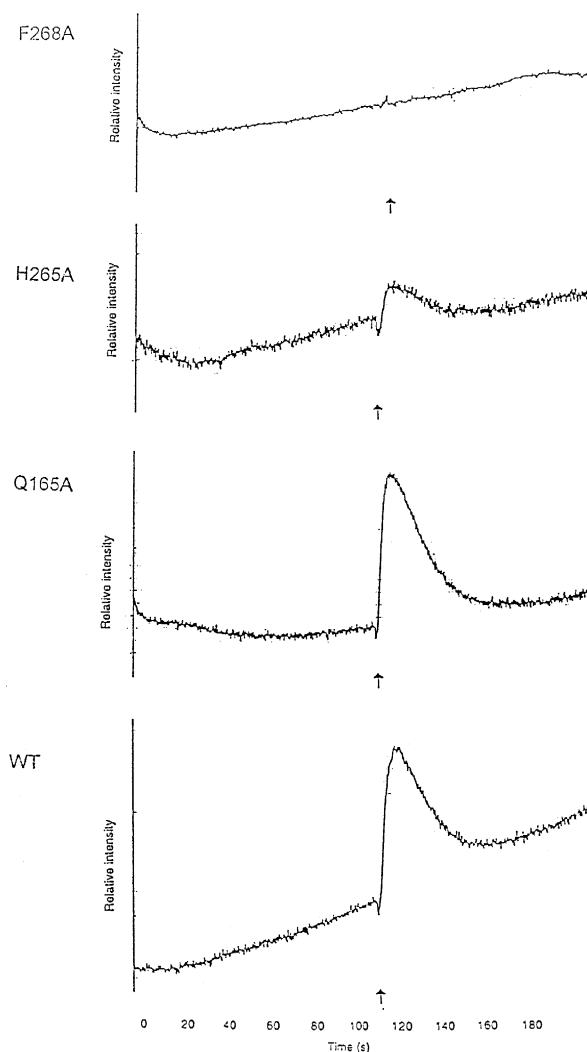 F268A
Relative intensity
H265A
Relative intensity
Q165A
Relative intensity
WT
Relative intensity
0 20 40 60 80 100 120 140 160 180
Time (s)